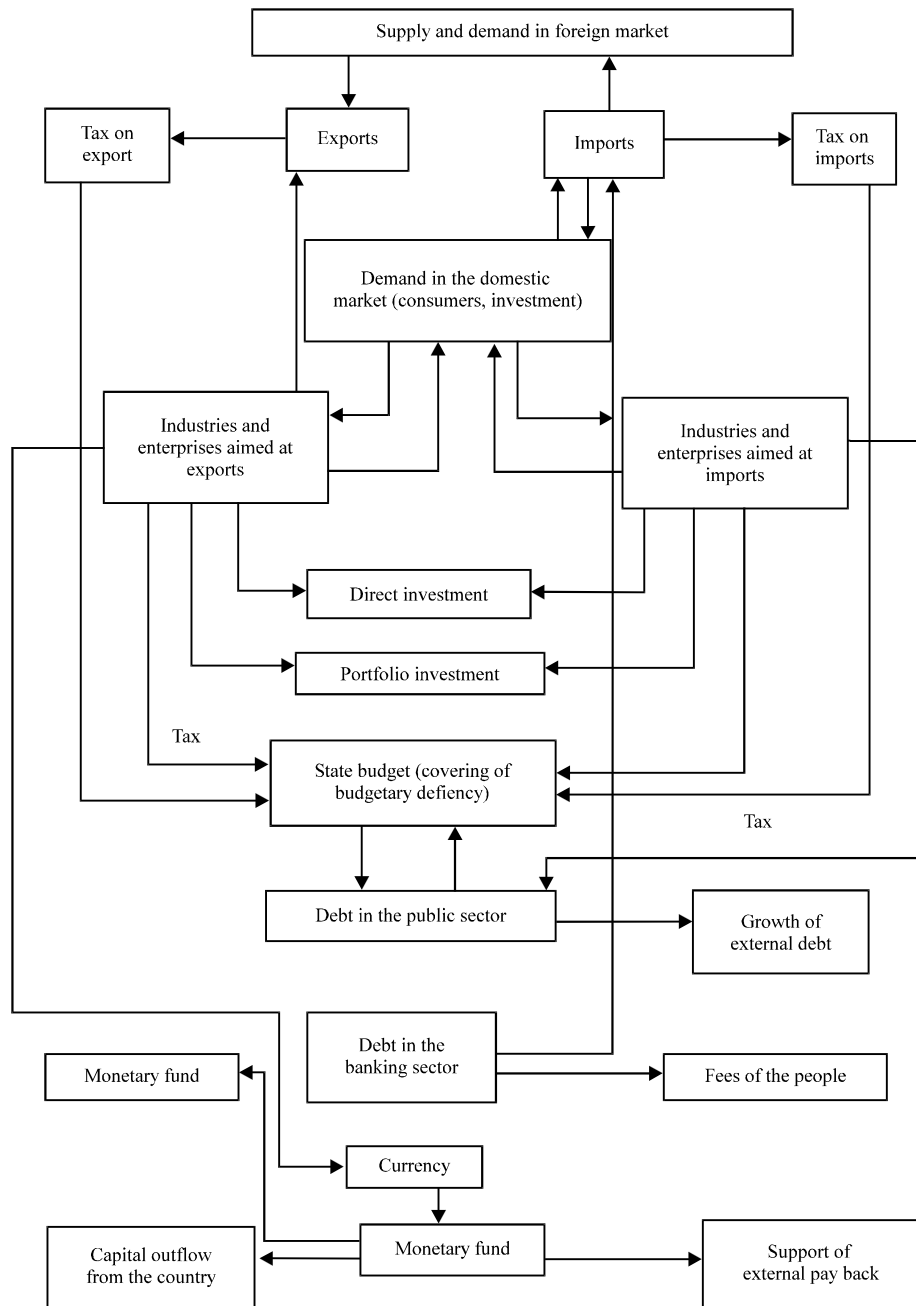 Supply and demand in foreign market
Tax on
export
Exports
Imports
Tax on
imports
Demand in the domestic
market (consumers, investment)
Industries and
enterprises aimed at
exports
Industries and
enterprises aimed at
imports
Direct investment
Portfolio investment
Tax
State budget (covering of
budgetary defiency)
Tax
Debt in the public sector
Growth of
external debt
Debt in the
banking sector
Monetary fund
Fees of the people
Currency
Capital outflow
from the country
Monetary fund
Support of
external pay back